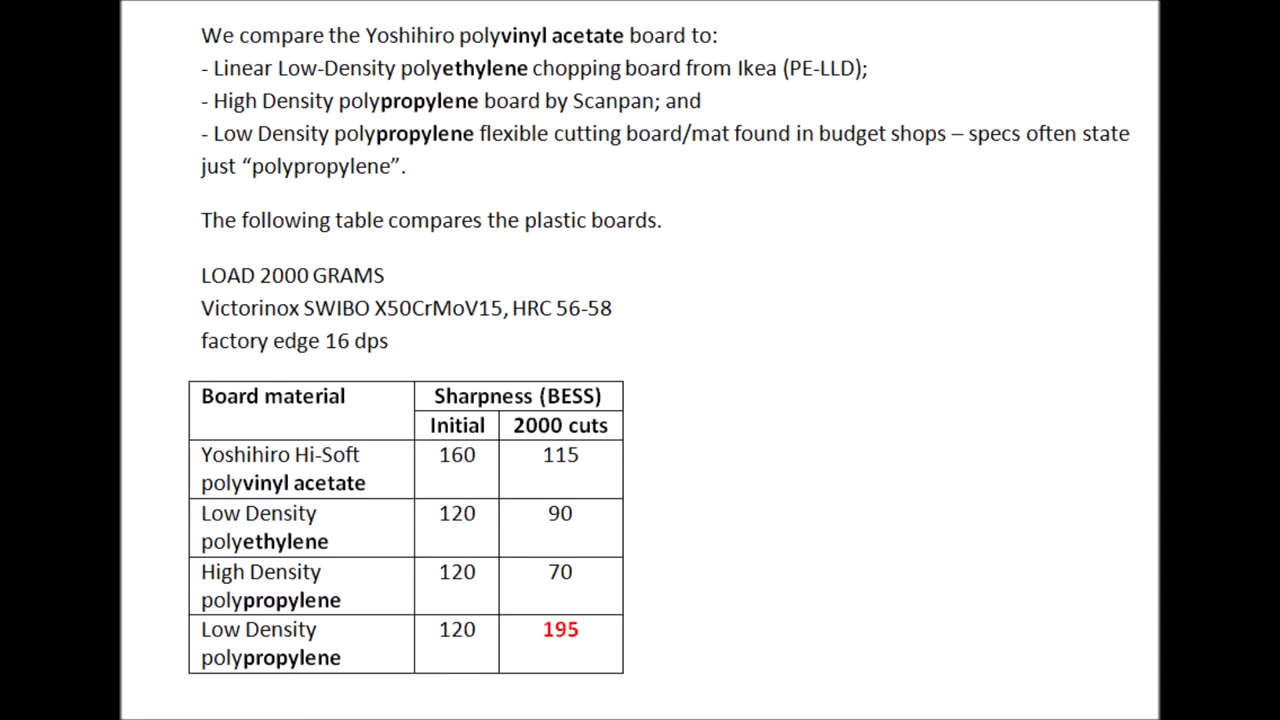 We compare the Yoshihiro polyvinyl acetate board to:
- Linear Low-Density polyethylene chopping board from Ikea (PE-LLD);
- High Density polypropylene board by Scanpan; and
- Low Density polypropylene flexible cutting board/mat found in budget shops – specs often state
just “polypropylene”.
The following table compares the plastic boards.
LOAD 2000 GRAMS
Victorinox SWIBO X50CrMoV15, HRC 56-58
factory edge 16 dps
Board material Sharpness (BESS)
Initial 2000 cuts
Yoshihiro Hi-Soft 160 115
polyvinyl acetate
Low Density 120 90
polyethylene
High Density 120 70
polypropylene
Low Density 120 195
polypropylene